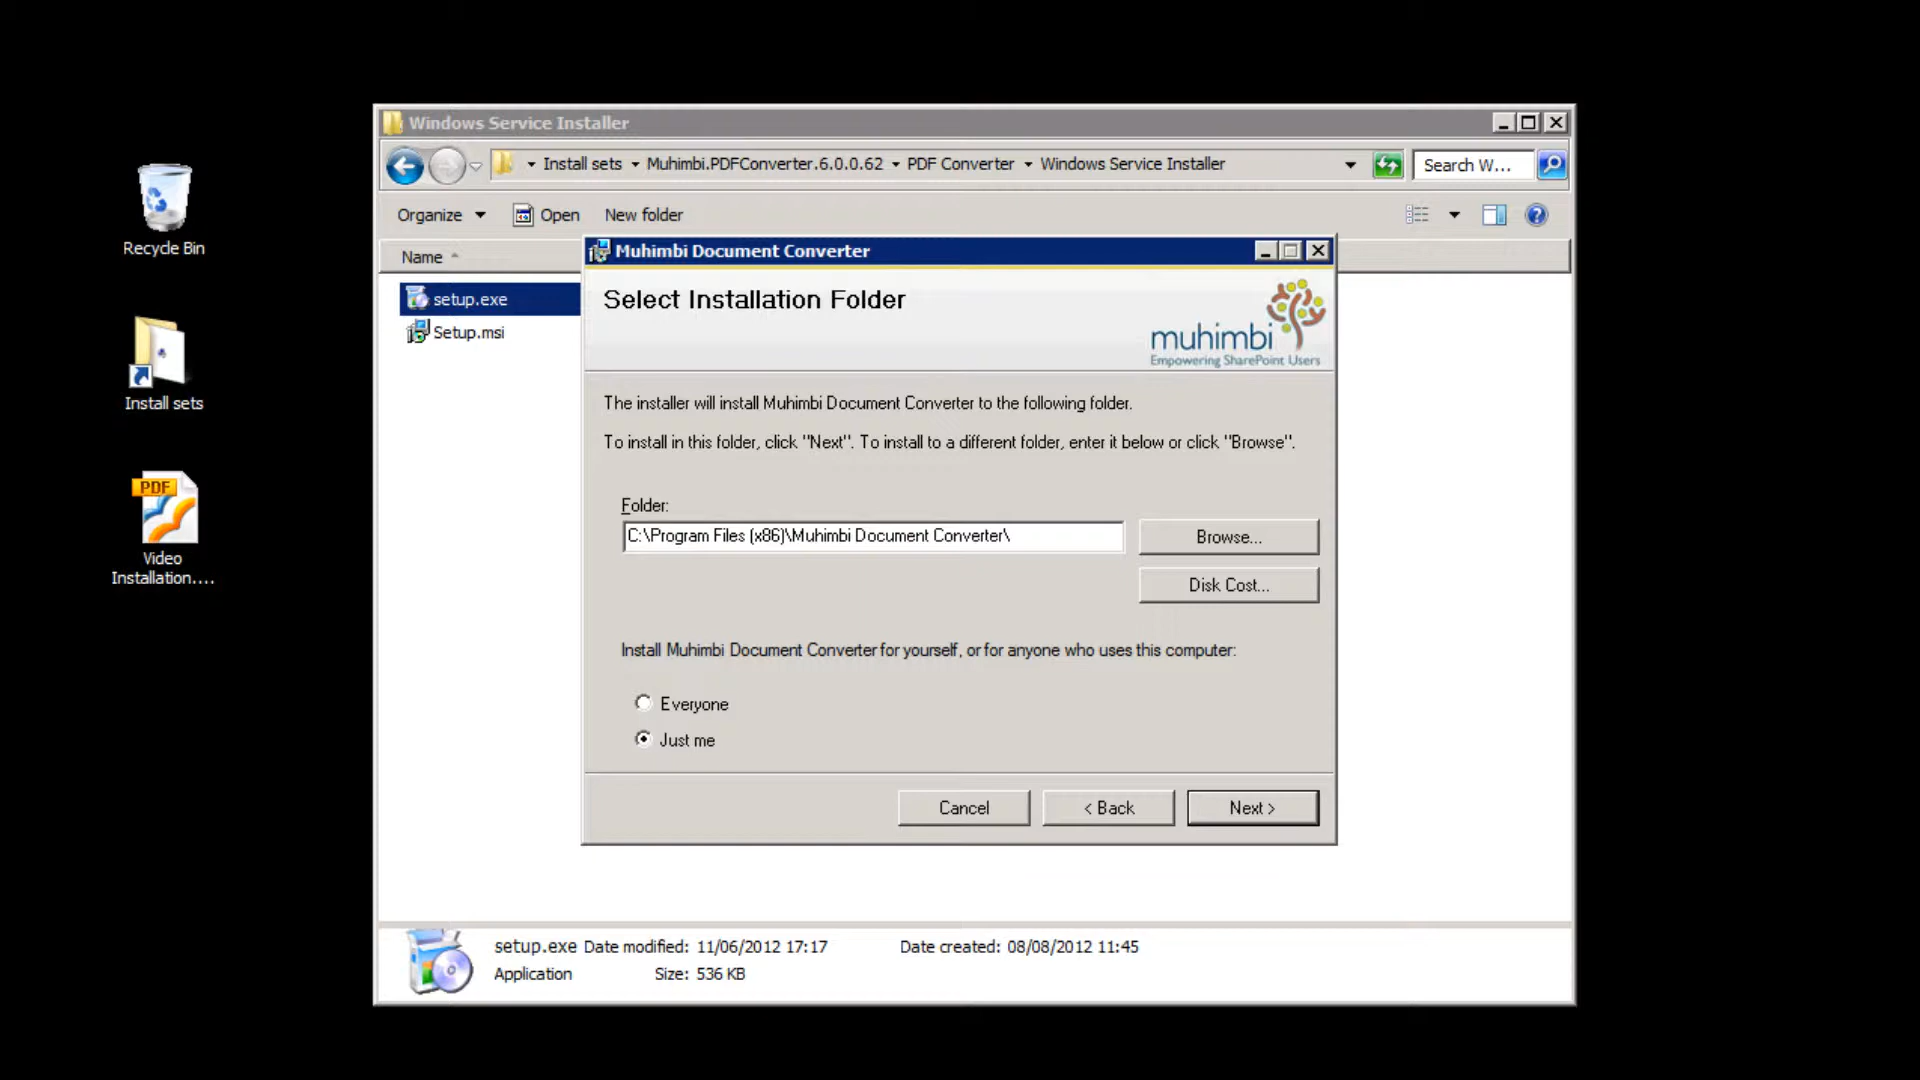 Windows Service Installer
Install sets Muhimbi.PDFConverter.6.0.0.62 PDF Converter Windows Service Installer
Search W...
Organize Open New folder
Name
setup.exe
Setup.msi
Recycle Bin
Install sets
PDF
Video
Installation....
Muhimbi Document Converter
Select Installation Folder
muhimbi
Empowering SharePoint Users
The installer will install Muhimbi Document Converter to the following folder.
To install in this folder, click "Next". To install to a different folder, enter it below or click "Browse".
Folder:
C:\Program Files (x86)\Muhimbi Document Converter\
Browse...
Disk Cost...
Install Muhimbi Document Converter for yourself, or for anyone who uses this computer:
Everyone
Just me
Cancel < Back Next >
setup.exe Date modified: 11/06/2012 17:17 Date created: 08/08/2012 11:45
Application Size: 536 KB